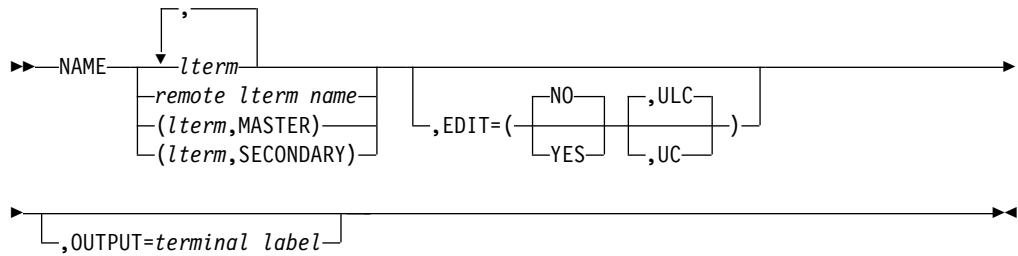 ,
NAME lterm
remote lterm name
(lterm,MASTER)
(lterm,SECONDARY)
,EDIT=( NO ,ULC )
YES ,UC
,OUTPUT=terminal label